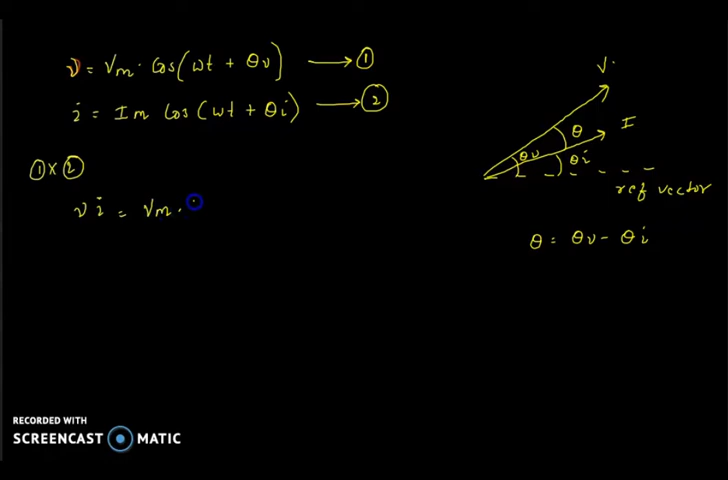 v = Vm · Cos(ωt + θv) → ①
i = Im Cos(ωt + θi) → ②
① × ②
v i = Vm ·
V
I
θ
θv
θi
ref vector
θ = θv - θi
RECORDED WITH
SCREENCAST MATIC